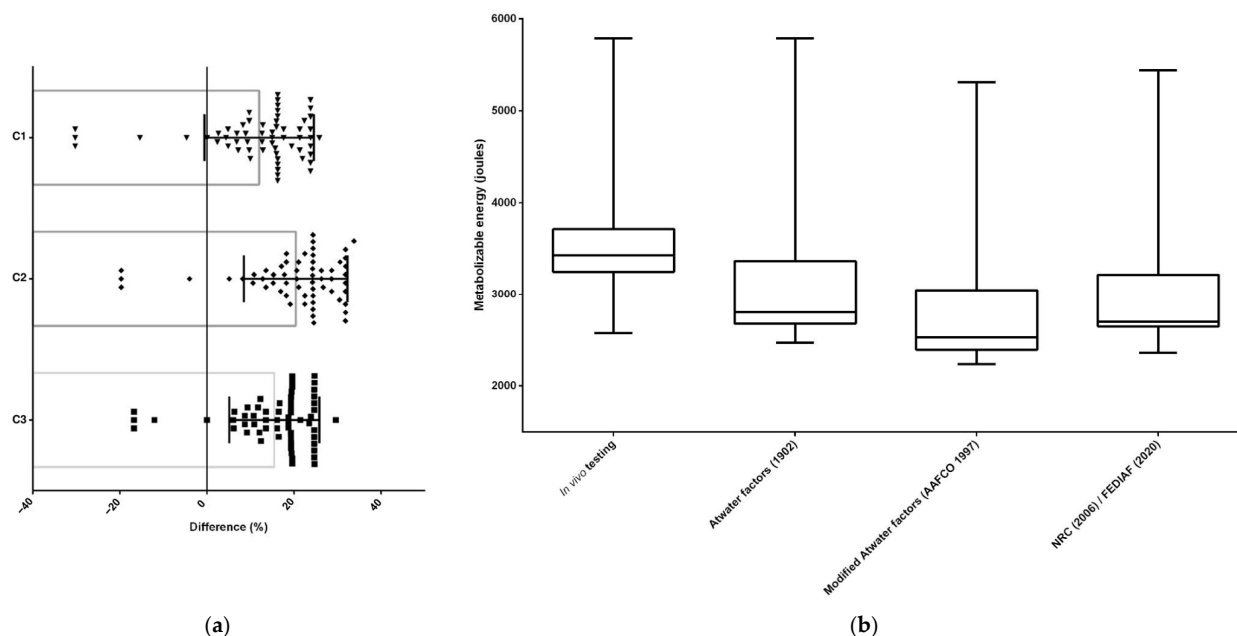 C1
C2
C3
-40
-20
0
20
40
Difference (%)
(a)
6000
5000
4000
3000
2000
Metabolizable energy (joules)
In vivo testing
Atwater factors (1902)
Modified Atwater factors (AAFCO 1997)
NRC (2006) / FEDIAF (2020)
(b)